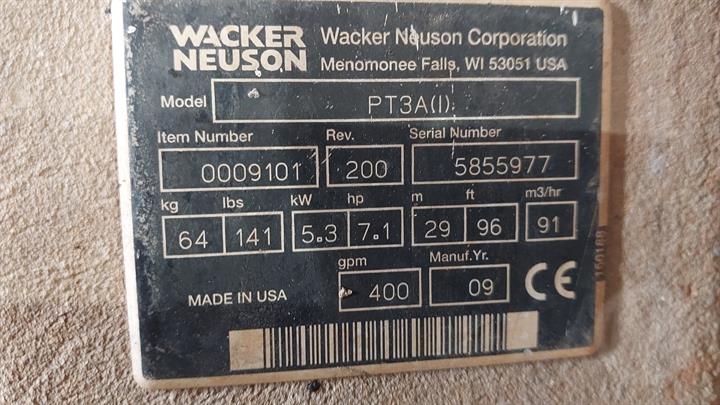 WACKER NEUSON
Wacker Neuson Corporation
Menomonee Falls, WI 53051 USA
Model PT3A(I)
Item Number Rev. Serial Number
0009101 200 5855977
kg lbs kW hp m ft m3/hr
64 141 5.3 7.1 29 96 91
gpm Manuf.Yr.
MADE IN USA 400 09 CE